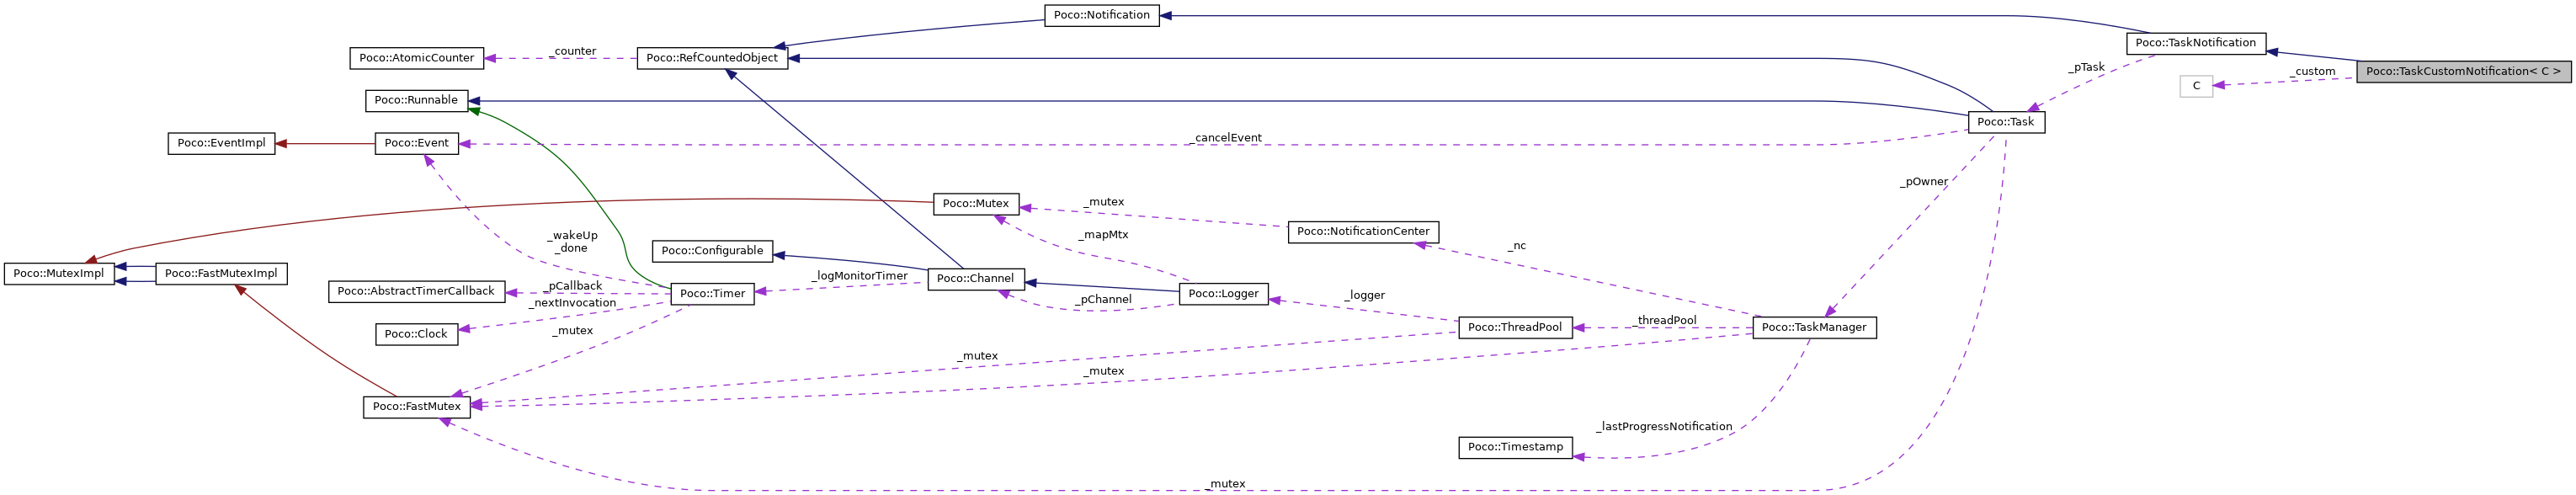 Poco::Notification
Poco::TaskNotification
_counter
Poco::AtomicCounter
Poco::RefCountedObject
_pTask
_custom
Poco::TaskCustomNotification< C >
C
Poco::Runnable
Poco::Task
_cancelEvent
Poco::EventImpl
Poco::Event
_pOwner
_mutex
Poco::Mutex
_mapMtx
Poco::NotificationCenter
_wakeUp
_done
Poco::Configurable
_nc
Poco::MutexImpl
Poco::FastMutexImpl
_logMonitorTimer
Poco::Channel
Poco::AbstractTimerCallback
_pCallback
Poco::Timer
_pChannel
Poco::Logger
_logger
_nextInvocation
Poco::Clock
_mutex
Poco::ThreadPool
_threadPool
Poco::TaskManager
_mutex
_mutex
Poco::FastMutex
_lastProgressNotification
Poco::Timestamp
_mutex